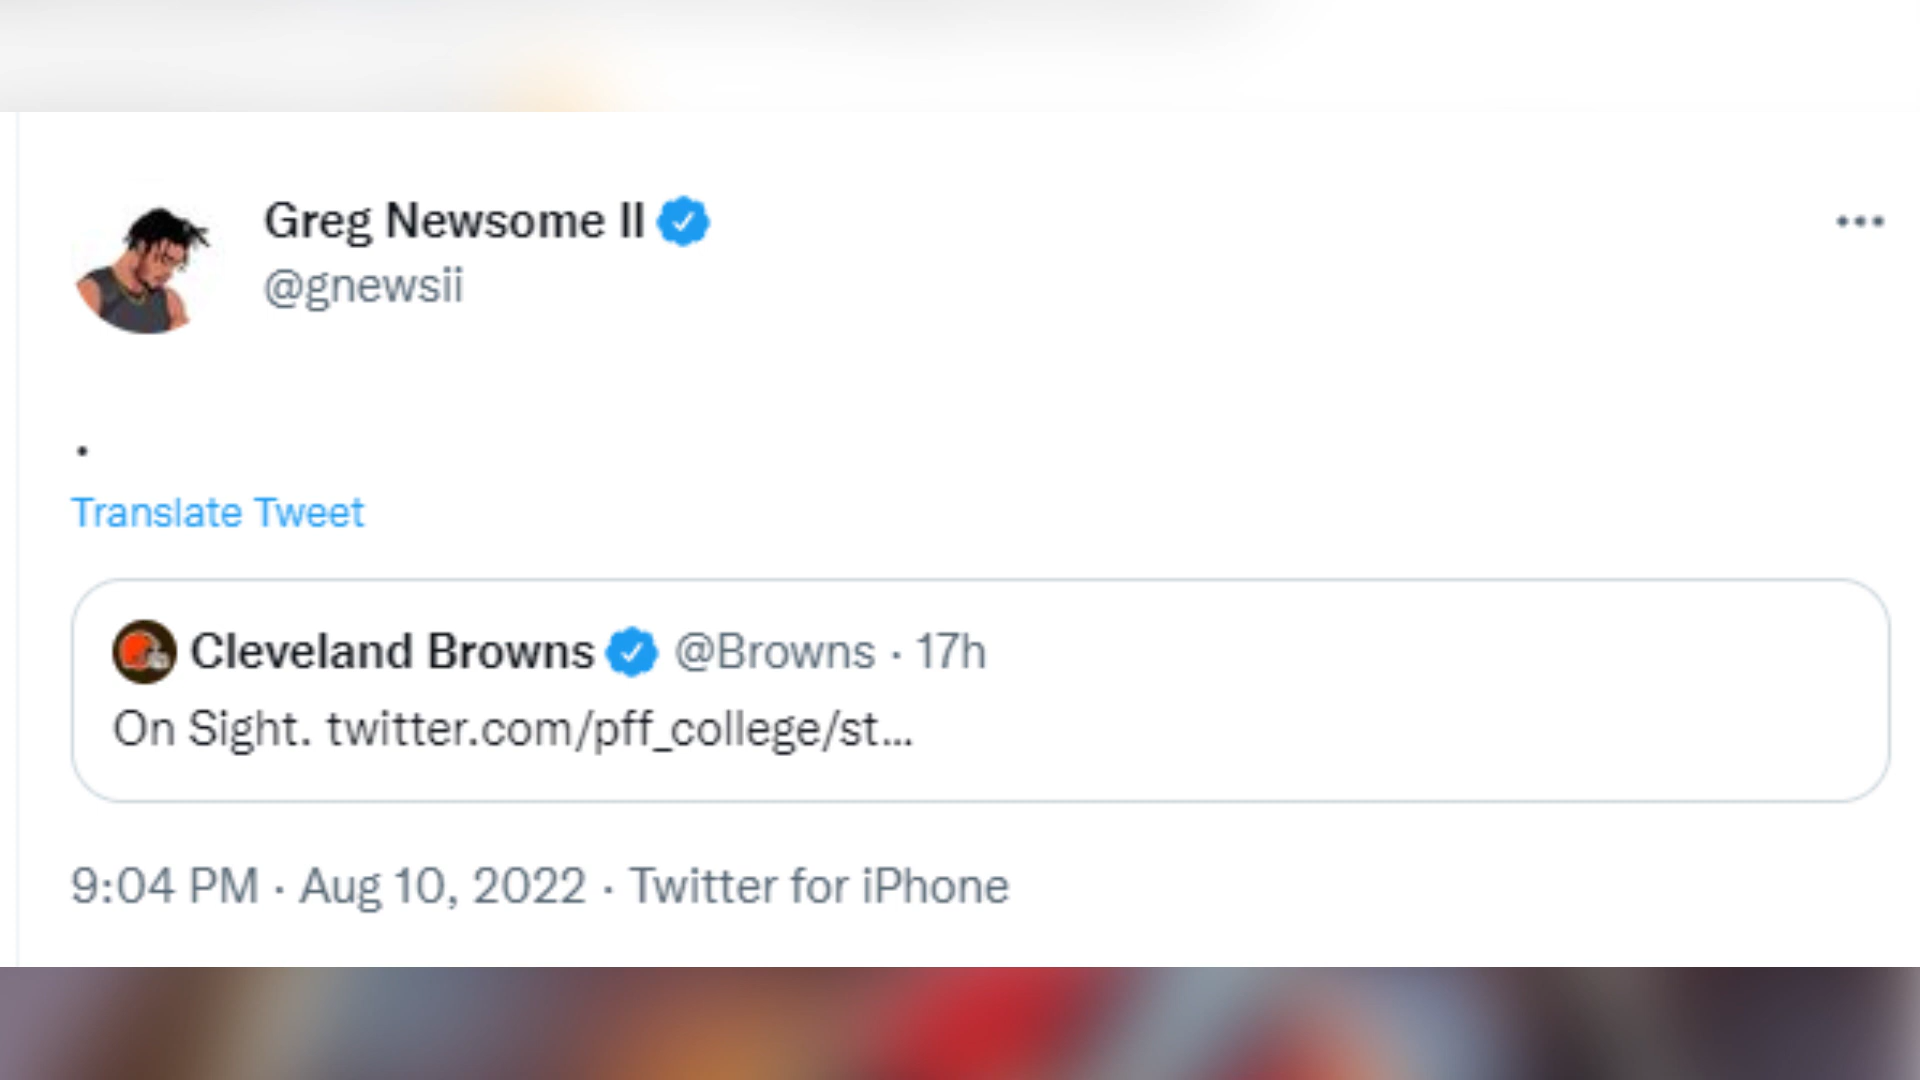 Greg Newsome II
@gnewsii
.
Translate Tweet
Cleveland Browns @Browns · 17h
On Sight. twitter.com/pff_college/st...
9:04 PM · Aug 10, 2022 · Twitter for iPhone